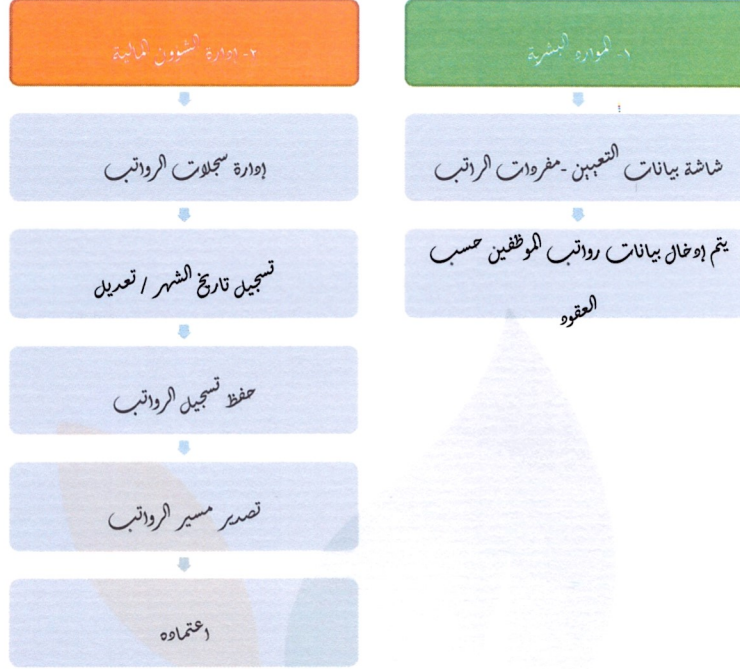 ١- الموارد البشرية
شاشة بيانات التعيين - مفردات الراتب
يتم إدخال بيانات رواتب الموظفين حسب
العقود
٢- إدارة الشؤون المالية
إدارة سجلات الرواتب
تسجيل تاريخ الشهر / تعديل
حفظ تسجيل الرواتب
تصدير مسير الرواتب
اعتماده